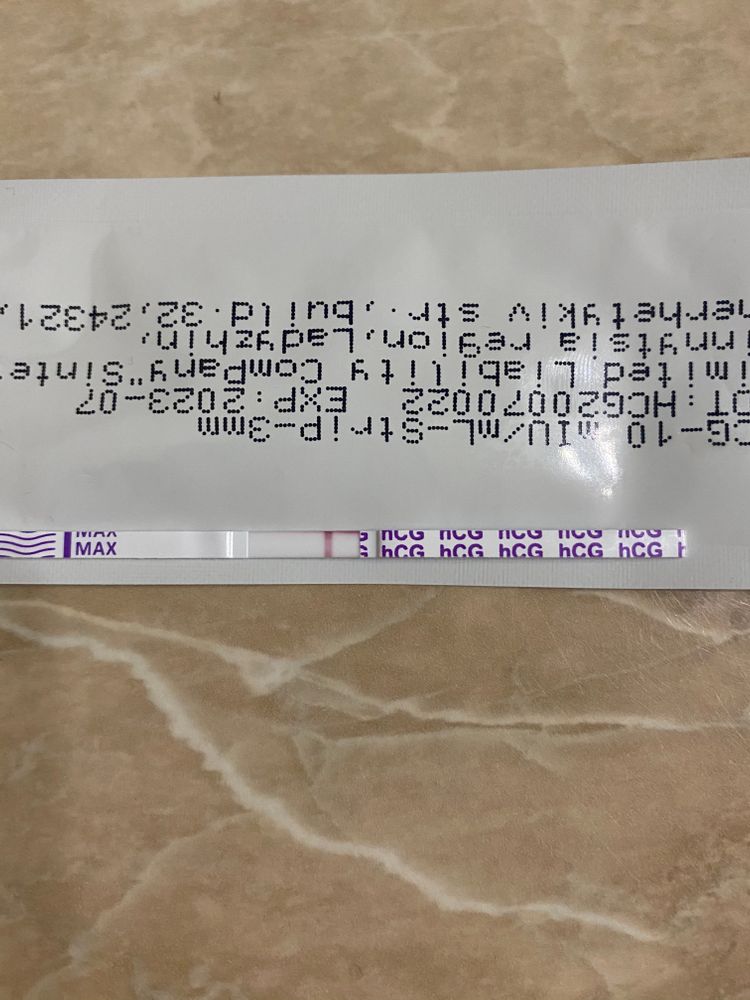 CG-10 mIU/mL-Strip-3mm
OT:HCG20070022 EXP:2023-07
imited Liability Company"Sinte
innytsia region,Ladyzhin,
nerhetykiv str.,build.32,24321,
MAX hCG hCG hCG hCG hCG
MAX hCG hCG hCG hCG hCG